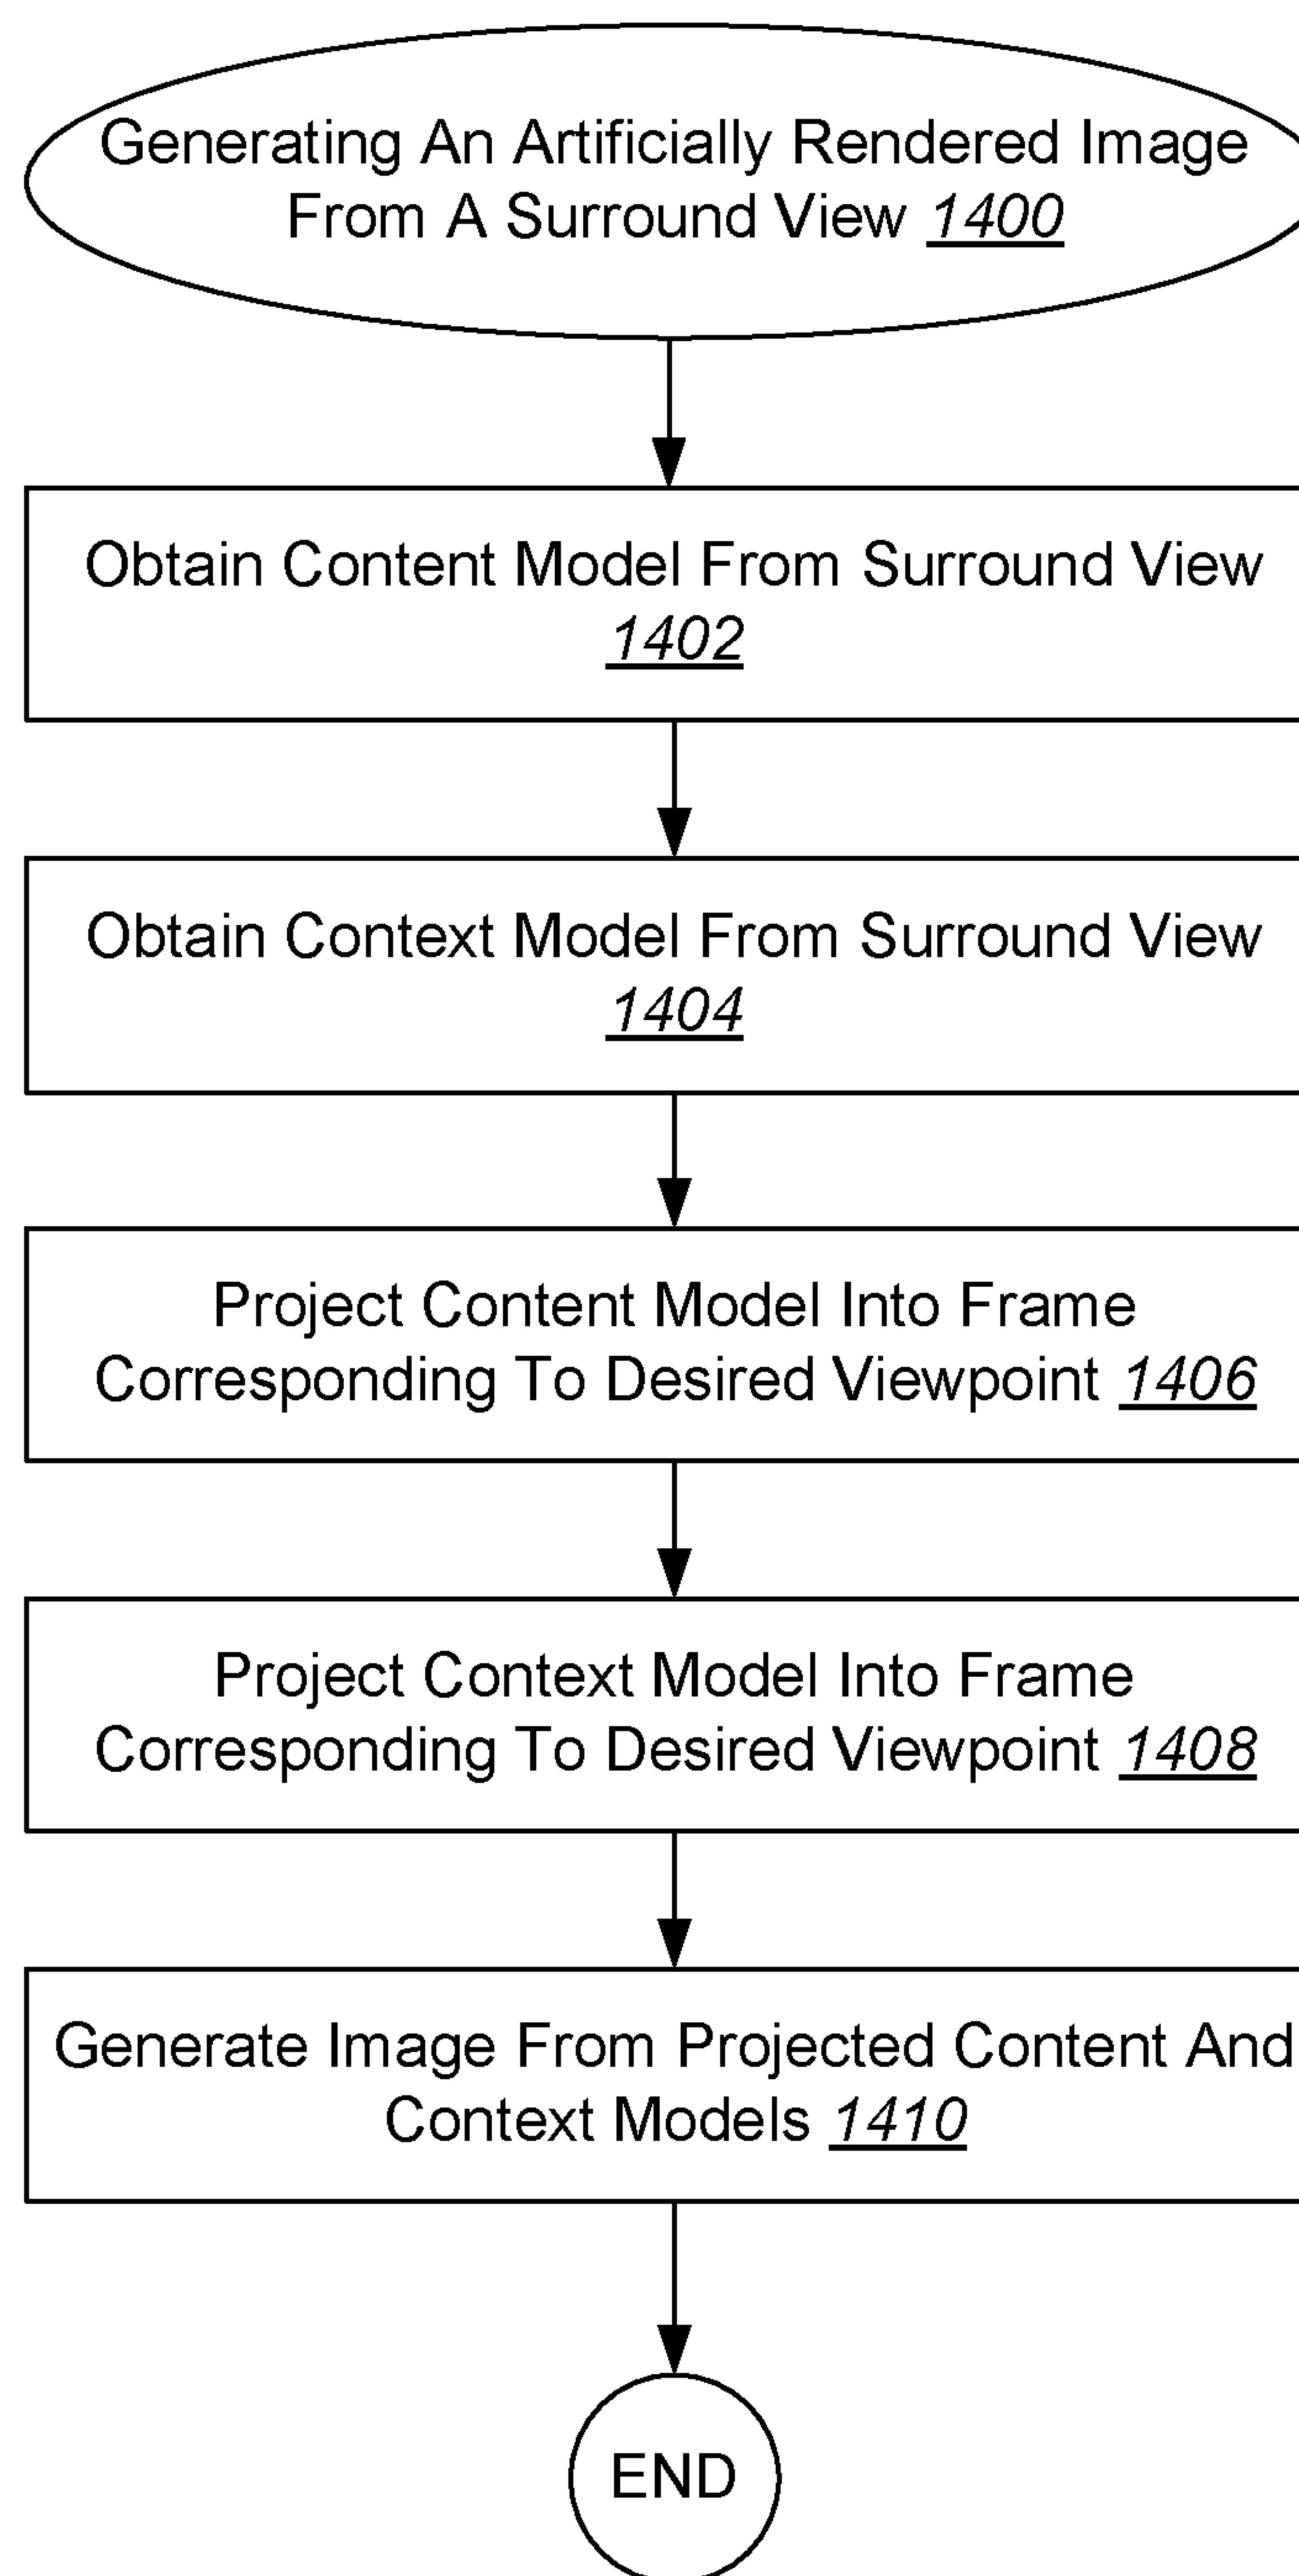 Generating An Artificially Rendered Image
From A Surround View 1400
Obtain Content Model From Surround View
1402
Obtain Context Model From Surround View
1404
Project Content Model Into Frame
Corresponding To Desired Viewpoint 1406
Project Context Model Into Frame
Corresponding To Desired Viewpoint 1408
Generate Image From Projected Content And
Context Models 1410
END